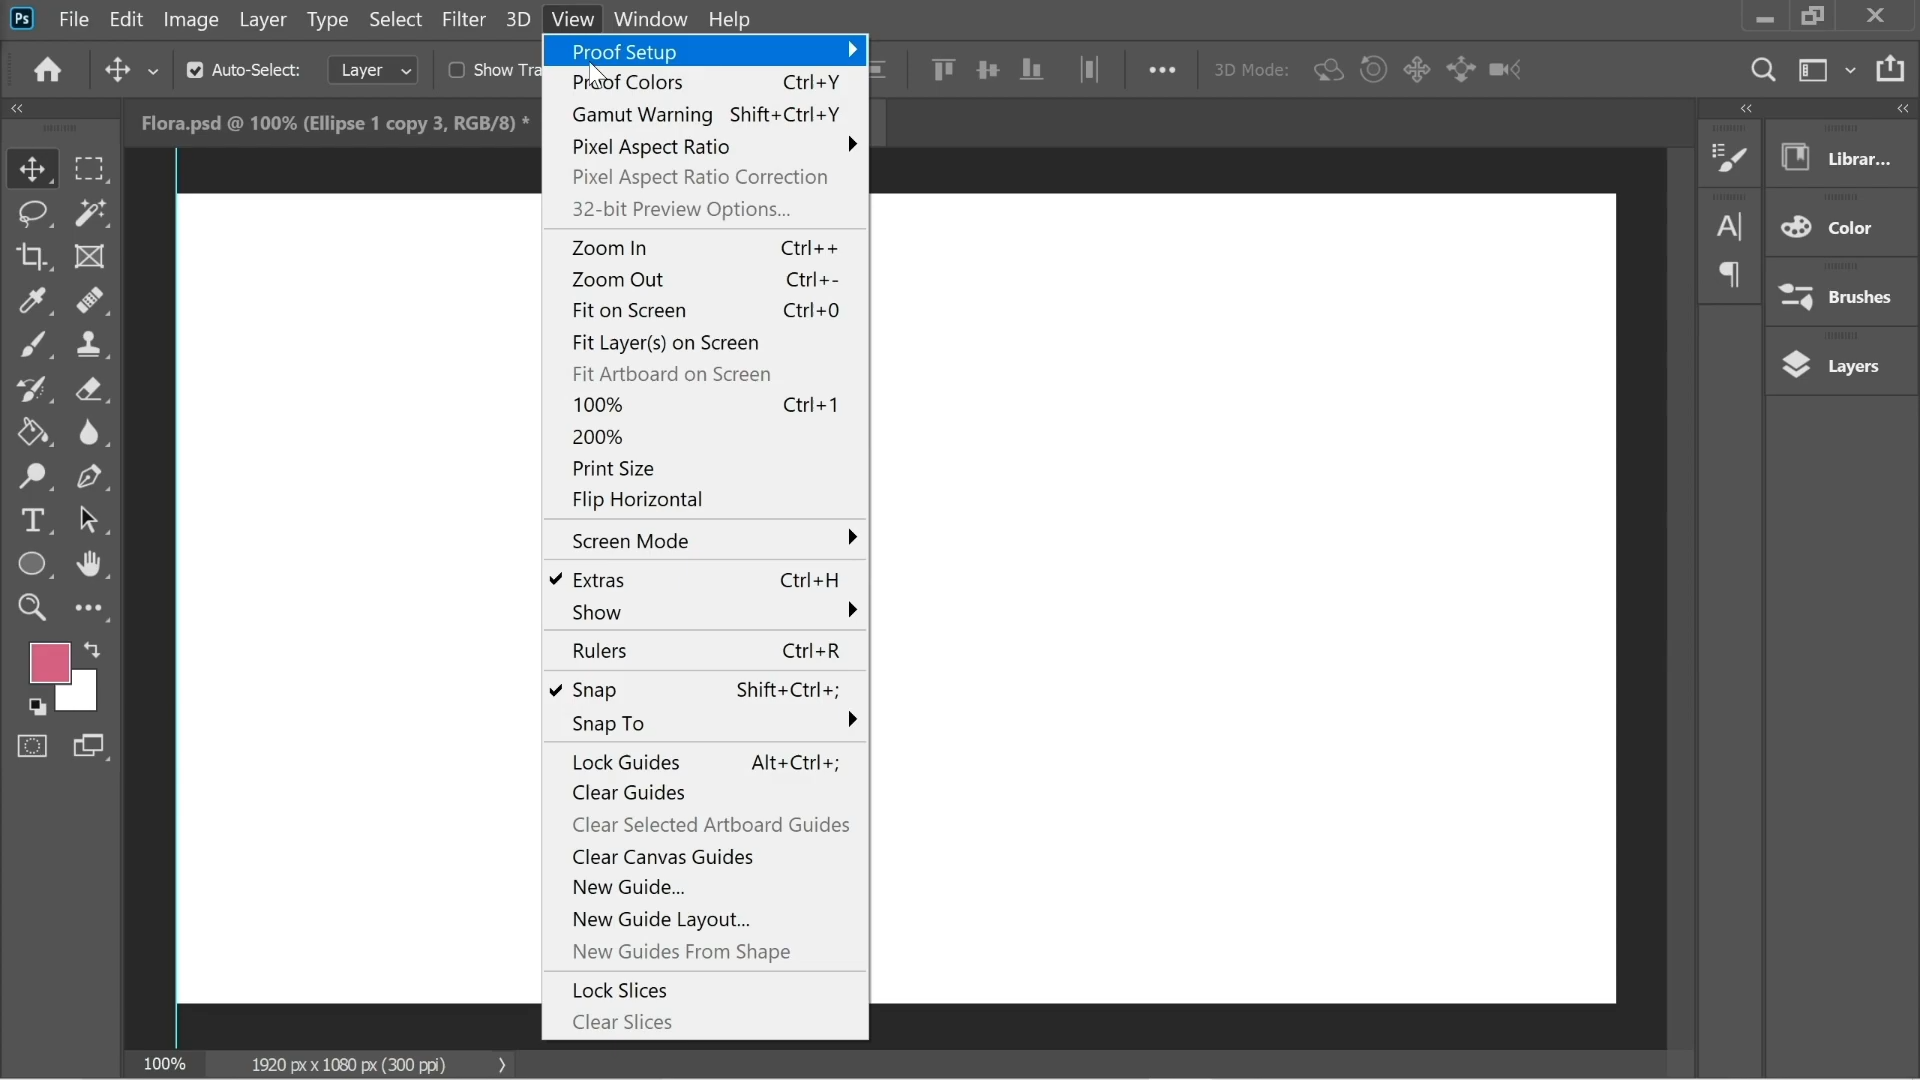 Ps File Edit Image Layer Type Select Filter 3D View Window Help
Auto-Select: Layer Show Tra 3D Mode:
Flora.psd @ 100% (Ellipse 1 copy 3, RGB/8) *
Proof Setup
Proof Colors Ctrl+Y
Gamut Warning Shift+Ctrl+Y
Pixel Aspect Ratio
Pixel Aspect Ratio Correction
32-bit Preview Options...
Zoom In Ctrl++
Zoom Out Ctrl+-
Fit on Screen Ctrl+0
Fit Layer(s) on Screen
Fit Artboard on Screen
100% Ctrl+1
200%
Print Size
Flip Horizontal
Screen Mode
Extras Ctrl+H
Show
Rulers Ctrl+R
Snap Shift+Ctrl+;
Snap To
Lock Guides Alt+Ctrl+;
Clear Guides
Clear Selected Artboard Guides
Clear Canvas Guides
New Guide...
New Guide Layout...
New Guides From Shape
Lock Slices
Clear Slices
Librar...
Color
Brushes
Layers
100% 1920 px x 1080 px (300 ppi)